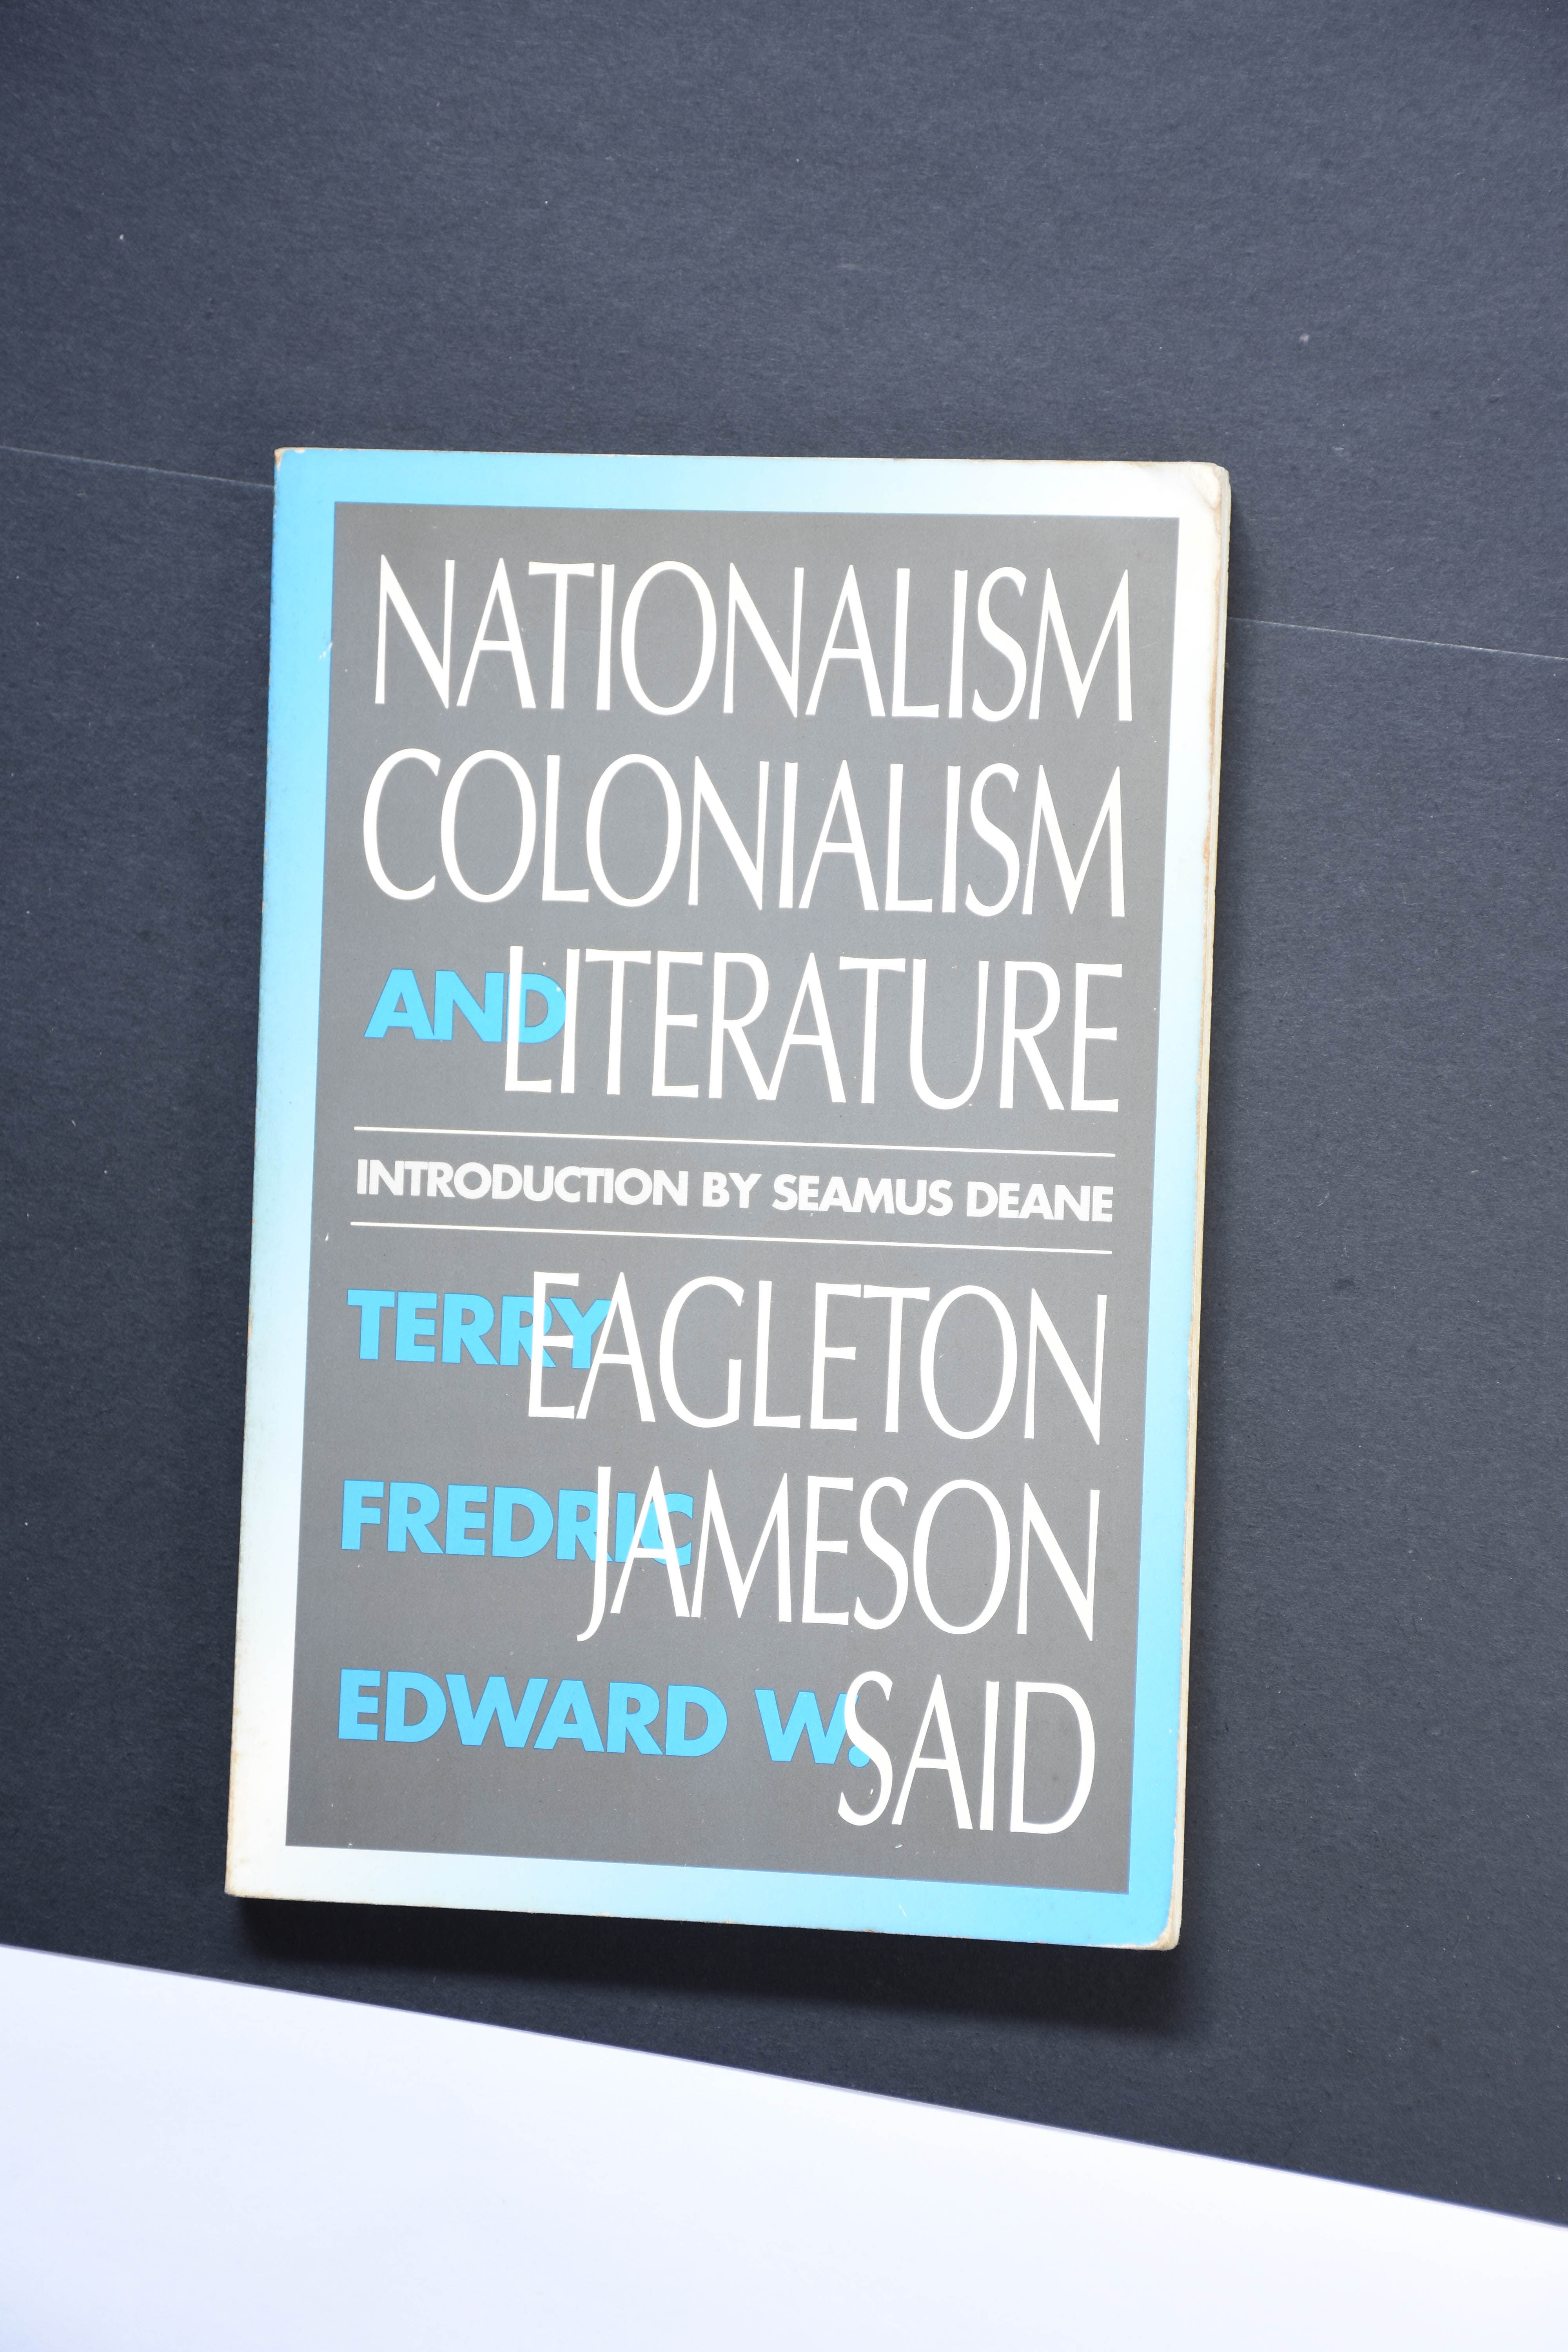 NATIONALISM
COLONIALISM
AND LITERATURE
INTRODUCTION BY SEAMUS DEANE
TERRY EAGLETON
FREDRIC JAMESON
EDWARD W. SAID